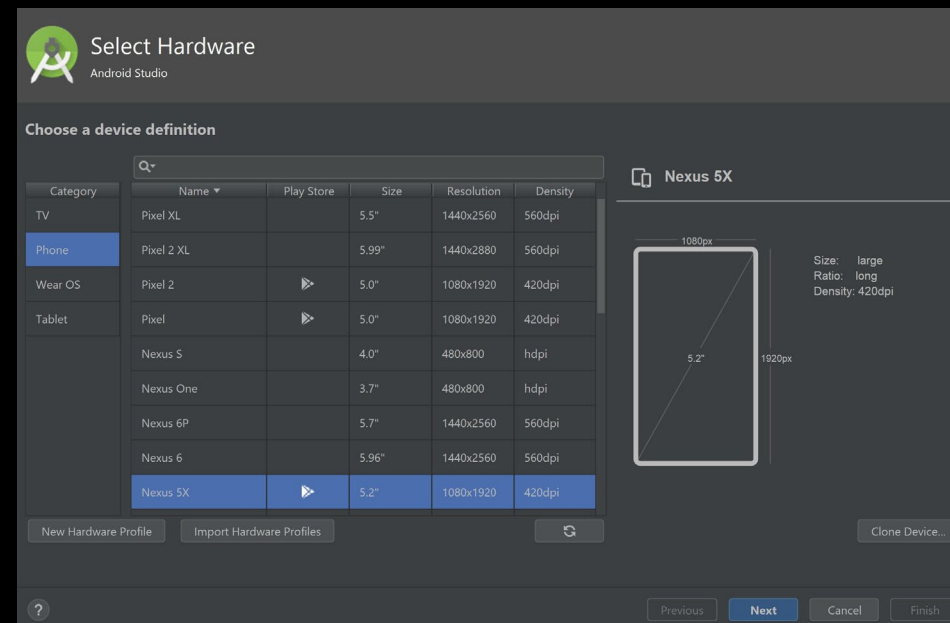 Select Hardware
Android Studio
Choose a device definition
Category
TV
Phone
Wear OS
Tablet
Name Play Store Size Resolution Density
Pixel XL 5.5" 1440x2560 560dpi
Pixel 2 XL 5.99" 1440x2880 560dpi
Pixel 2 5.0" 1080x1920 420dpi
Pixel 5.0" 1080x1920 420dpi
Nexus S 4.0" 480x800 hdpi
Nexus One 3.7" 480x800 hdpi
Nexus 6P 5.7" 1440x2560 560dpi
Nexus 6 5.96" 1440x2560 560dpi
Nexus 5X 5.2" 1080x1920 420dpi
New Hardware Profile Import Hardware Profiles
Nexus 5X
1080px
5.2"
1920px
Size: large
Ratio: long
Density: 420dpi
Clone Device...
?
Previous Next Cancel Finish